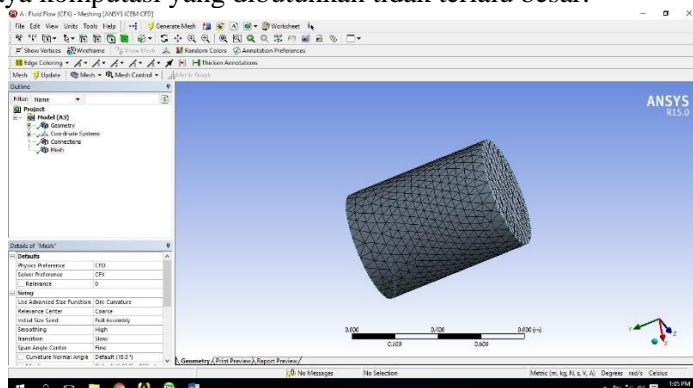 ya komputasi yang dibutuhkan tidak terlalu besar.
A : Fluid Flow (CFX) - Meshing [ANSYS ICEM CFD]
File Edit View Units Tools Help Generate Mesh Worksheet
Show Vertices Wireframe Show Mesh Random Colors Annotation Preferences
Edge Coloring Thicken Annotations
Mesh Update Mesh Mesh Control Metric Graph
Outline
Filter: Name
Project
Model (A3)
Geometry
Coordinate Systems
Connections
Mesh
ANSYS
R15.0
Details of "Mesh"
Defaults
Physics Preference CFD
Solver Preference CFX
Relevance 0
Sizing
Use Advanced Size Function On: Curvature
Relevance Center Coarse
Initial Size Seed Full Assembly
Smoothing High
Transition Slow
Span Angle Center Fine
Curvature Normal Angle Default (18.0 °)
0.000 0.400 0.800 (m)
0.600
Geometry Print Preview Report Preview
No Messages No Selection Metric (m, kg, N, s, V, A) Degrees rad/s Celsius
1:05 PM